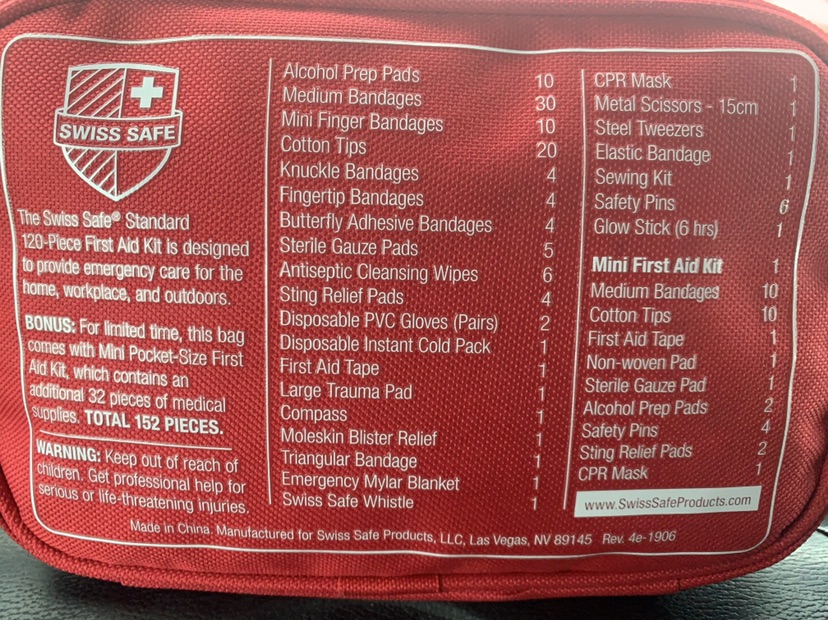 SWISS SAFE
The Swiss Safe® Standard
120-Piece First Aid Kit is designed
to provide emergency care for the
home, workplace, and outdoors.
BONUS: For limited time, this bag
comes with Mini Pocket-Size First
Aid Kit, which contains an
additional 32 pieces of medical
supplies. TOTAL 152 PIECES.
WARNING: Keep out of reach of
children. Get professional help for
serious or life-threatening injuries.
Alcohol Prep Pads 10
Medium Bandages 30
Mini Finger Bandages 10
Cotton Tips 20
Knuckle Bandages 4
Fingertip Bandages 4
Butterfly Adhesive Bandages 4
Sterile Gauze Pads 5
Antiseptic Cleansing Wipes 6
Sting Relief Pads 4
Disposable PVC Gloves (Pairs) 2
Disposable Instant Cold Pack 1
First Aid Tape 1
Large Trauma Pad 1
Compass 1
Moleskin Blister Relief 1
Triangular Bandage 1
Emergency Mylar Blanket 1
Swiss Safe Whistle 1
CPR Mask 1
Metal Scissors - 15cm 1
Steel Tweezers 1
Elastic Bandage 1
Sewing Kit 1
Safety Pins 6
Glow Stick (6 hrs) 1
Mini First Aid Kit 1
Medium Bandages 10
Cotton Tips 10
First Aid Tape 1
Non-woven Pad 1
Sterile Gauze Pad 1
Alcohol Prep Pads 2
Safety Pins 4
Sting Relief Pads 2
CPR Mask 1
www.SwissSafeProducts.com
Made in China. Manufactured for Swiss Safe Products, LLC, Las Vegas, NV 89145 Rev. 4e-1906